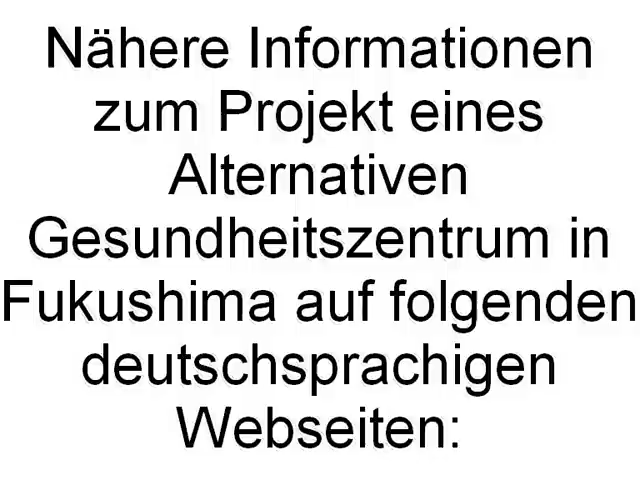 Nähere Informationen
zum Projekt eines
Alternativen
Gesundheitszentrum in
Fukushima auf folgenden
deutschsprachigen
Webseiten: